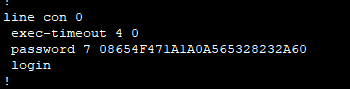 !
line con 0
 exec-timeout 4 0
 password 7 08654F471A1A0A565328232A60
 login
!